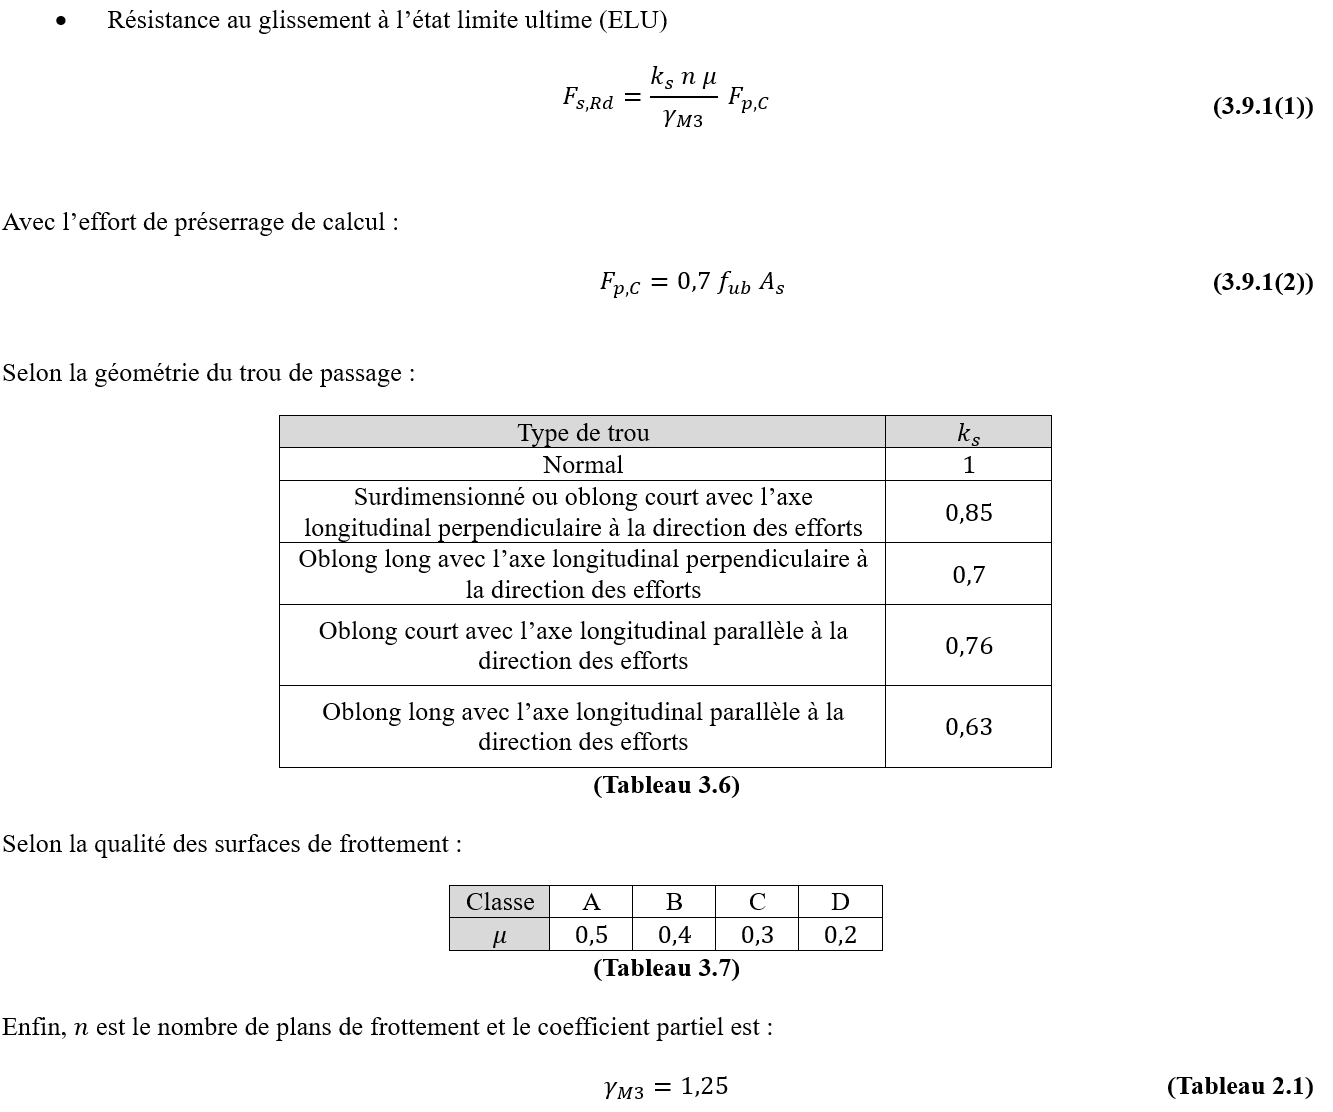 • Résistance au glissement à l’état limite ultime (ELU)
F_{s,Rd} = \frac{k_s n μ}{γ_{M3}} F_{p,C} (3.9.1(1))
Avec l’effort de préserrage de calcul :
F_{p,C} = 0,7 f_{ub} A_s (3.9.1(2))
Selon la géométrie du trou de passage :
Type de trou k_s
Normal 1
Surdimensionné ou oblong court avec l’axe
longitudinal perpendiculaire à la direction des efforts 0,85
Oblong long avec l’axe longitudinal perpendiculaire à
la direction des efforts 0,7
Oblong court avec l’axe longitudinal parallèle à la
direction des efforts 0,76
Oblong long avec l’axe longitudinal parallèle à la
direction des efforts 0,63
(Tableau 3.6)
Selon la qualité des surfaces de frottement :
Classe A B C D
μ 0,5 0,4 0,3 0,2
(Tableau 3.7)
Enfin, n est le nombre de plans de frottement et le coefficient partiel est :
γ_{M3} = 1,25 (Tableau 2.1)